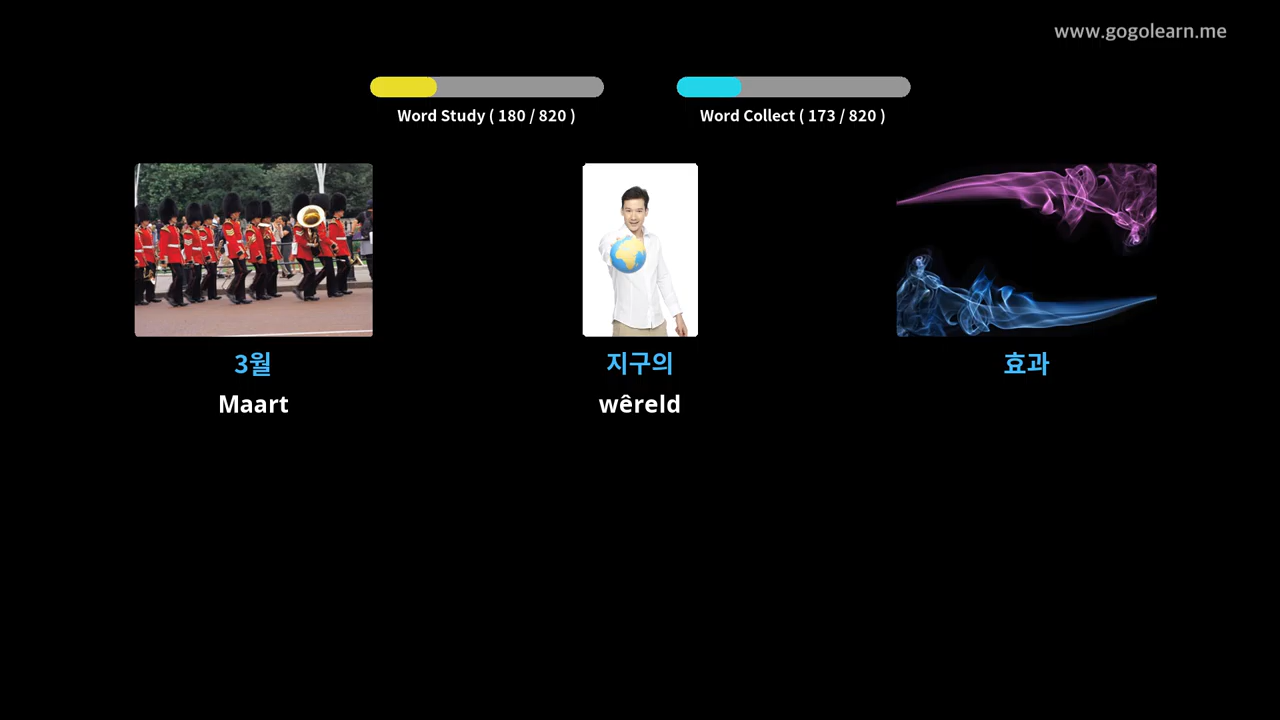 www.gogolearn.me
Word Study ( 180 / 820 )
Word Collect ( 173 / 820 )
3월
지구의
효과
Maart
wêreld